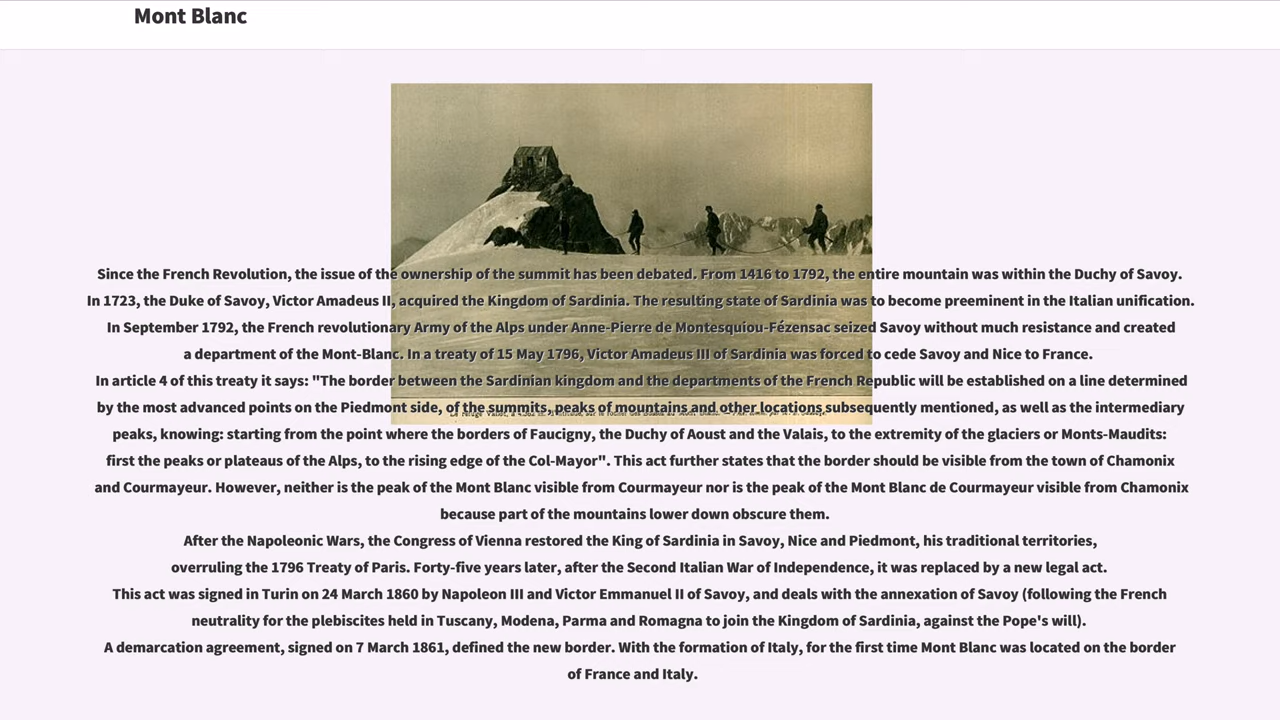 Mont Blanc
Since the French Revolution, the issue of the ownership of the summit has been debated. From 1416 to 1792, the entire mountain was within the Duchy of Savoy.
In 1723, the Duke of Savoy, Victor Amadeus II, acquired the Kingdom of Sardinia. The resulting state of Sardinia was to become preeminent in the Italian unification.
In September 1792, the French revolutionary Army of the Alps under Anne-Pierre de Montesquiou-Fézensac seized Savoy without much resistance and created
a department of the Mont-Blanc. In a treaty of 15 May 1796, Victor Amadeus III of Sardinia was forced to cede Savoy and Nice to France.
In article 4 of this treaty it says: "The border between the Sardinian kingdom and the departments of the French Republic will be established on a line determined
by the most advanced points on the Piedmont side, of the summits, peaks of mountains and other locations subsequently mentioned, as well as the intermediary
peaks, knowing: starting from the point where the borders of Faucigny, the Duchy of Aoust and the Valais, to the extremity of the glaciers or Monts-Maudits:
first the peaks or plateaus of the Alps, to the rising edge of the Col-Mayor". This act further states that the border should be visible from the town of Chamonix
and Courmayeur. However, neither is the peak of the Mont Blanc visible from Courmayeur nor is the peak of the Mont Blanc de Courmayeur visible from Chamonix
because part of the mountains lower down obscure them.
After the Napoleonic Wars, the Congress of Vienna restored the King of Sardinia in Savoy, Nice and Piedmont, his traditional territories,
overruling the 1796 Treaty of Paris. Forty-five years later, after the Second Italian War of Independence, it was replaced by a new legal act.
This act was signed in Turin on 24 March 1860 by Napoleon III and Victor Emmanuel II of Savoy, and deals with the annexation of Savoy (following the French
neutrality for the plebiscites held in Tuscany, Modena, Parma and Romagna to join the Kingdom of Sardinia, against the Pope's will).
A demarcation agreement, signed on 7 March 1861, defined the new border. With the formation of Italy, for the first time Mont Blanc was located on the border
of France and Italy.